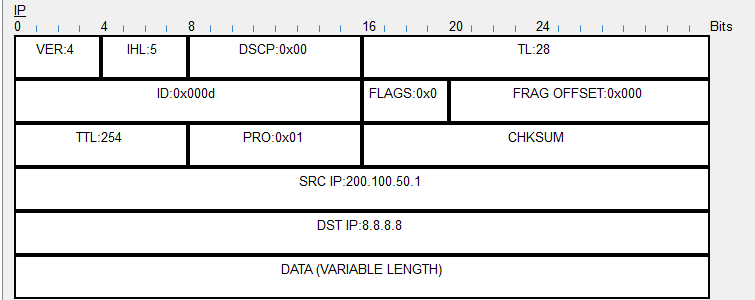 IP
0 4 8 16 20 24 Bits
VER:4 IHL:5 DSCP:0x00 TL:28
ID:0x000d FLAGS:0x0 FRAG OFFSET:0x000
TTL:254 PRO:0x01 CHKSUM
SRC IP:200.100.50.1
DST IP:8.8.8.8
DATA (VARIABLE LENGTH)